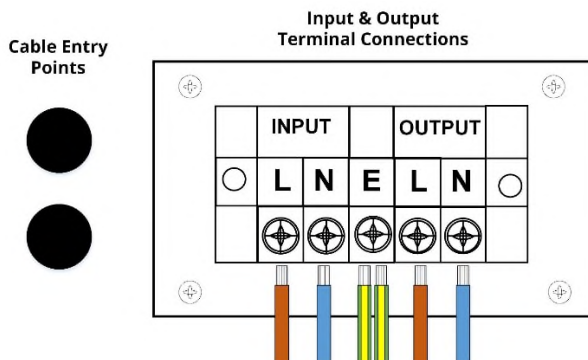 Input & Output
Terminal Connections
Cable Entry
Points
INPUT OUTPUT
L N E L N